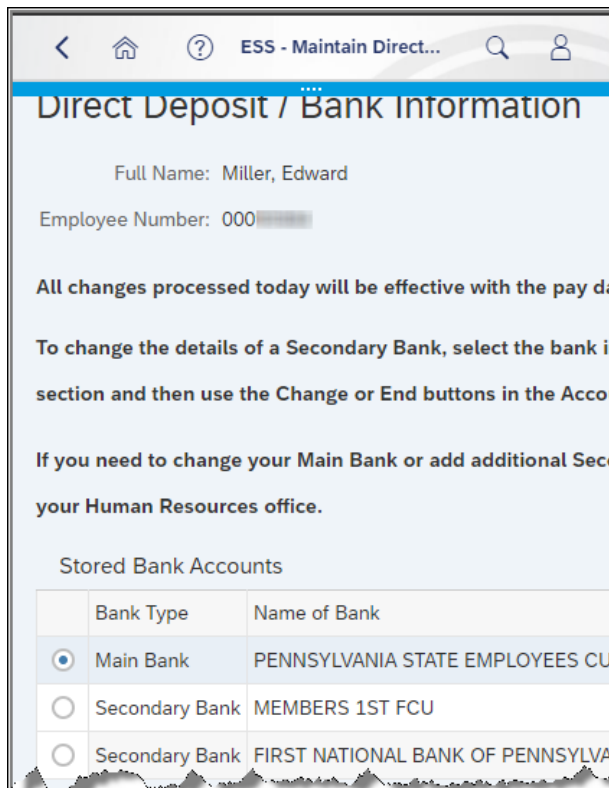 ESS - Maintain Direct...
Direct Deposit / Bank Information
Full Name: Miller, Edward
Employee Number: 000
All changes processed today will be effective with the pay
To change the details of a Secondary Bank, select the bank
section and then use the Change or End buttons in the
If you need to change your Main Bank or add additional
your Human Resources office.
Stored Bank Accounts
Bank Type Name of Bank
Main Bank PENNSYLVANIA STATE EMPLOYEES CU
Secondary Bank MEMBERS 1ST FCU
Secondary Bank FIRST NATIONAL BANK OF